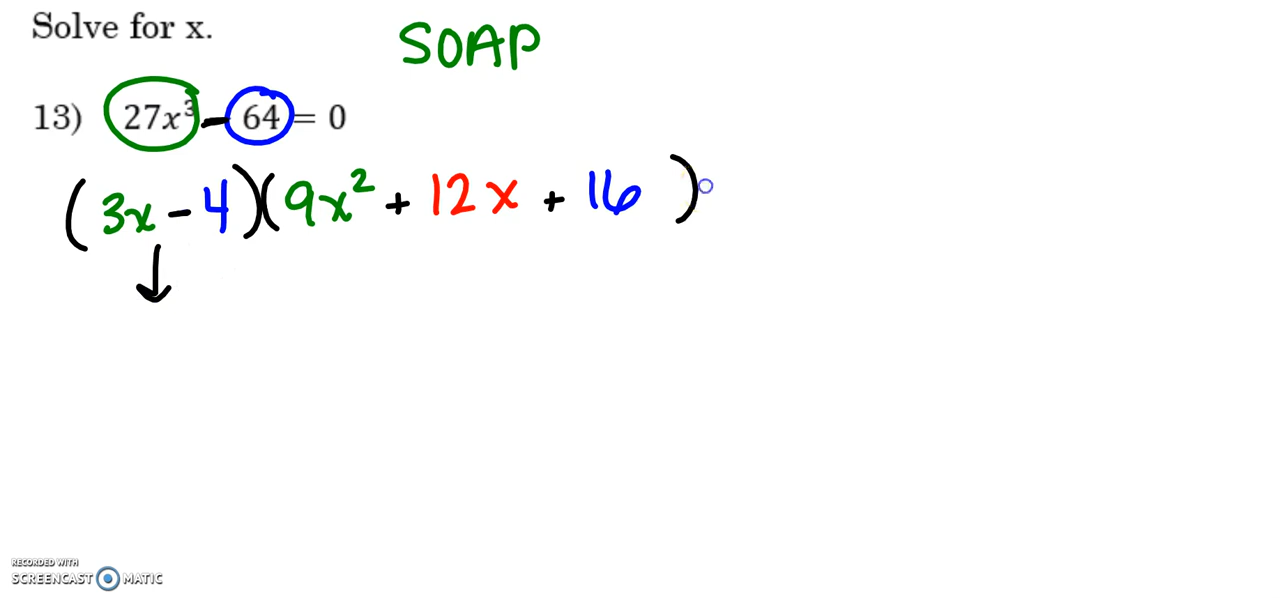 Solve for x.
SOAP
13) 27x³ - 64 = 0
(3x - 4)(9x² + 12x + 16)
RECORDED WITH
SCREENCAST MATIC